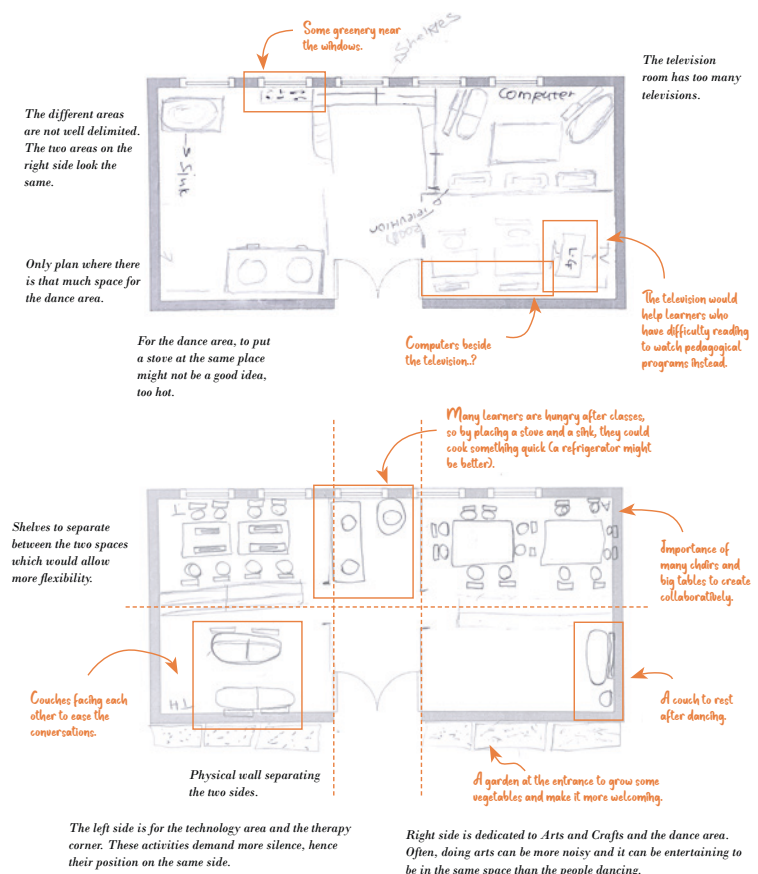 Some greenery near
the windows.
Shelves
The television
room has too many
televisions.
The different areas
are not well delimited.
The two areas on the
right side look the
same.
Computer
Sink
Television
Room
TV
Only plan where there
is that much space for
the dance area.
The television would
help learners who
have difficulty reading
to watch pedagogical
programs instead.
Computers beside
the television..?
For the dance area, to put
a stove at the same place
might not be a good idea,
too hot.
Many learners are hungry after classes,
so by placing a stove and a sink, they could
cook something quick (a refrigerator might
be better).
Shelves to separate
between the two spaces
which would allow
more flexibility.
T
A
Importance of
many chairs and
big tables to create
collaboratively.
Couches facing each
other to ease the
conversations.
TH
A couch to rest
after dancing.
Physical wall separating
the two sides.
A garden at the entrance to grow some
vegetables and make it more welcoming.
The left side is for the technology area and the therapy
corner. These activities demand more silence, hence
their position on the same side.
Right side is dedicated to Arts and Crafts and the dance area.
Often, doing arts can be more noisy and it can be entertaining to
be in the same space than the people dancing.